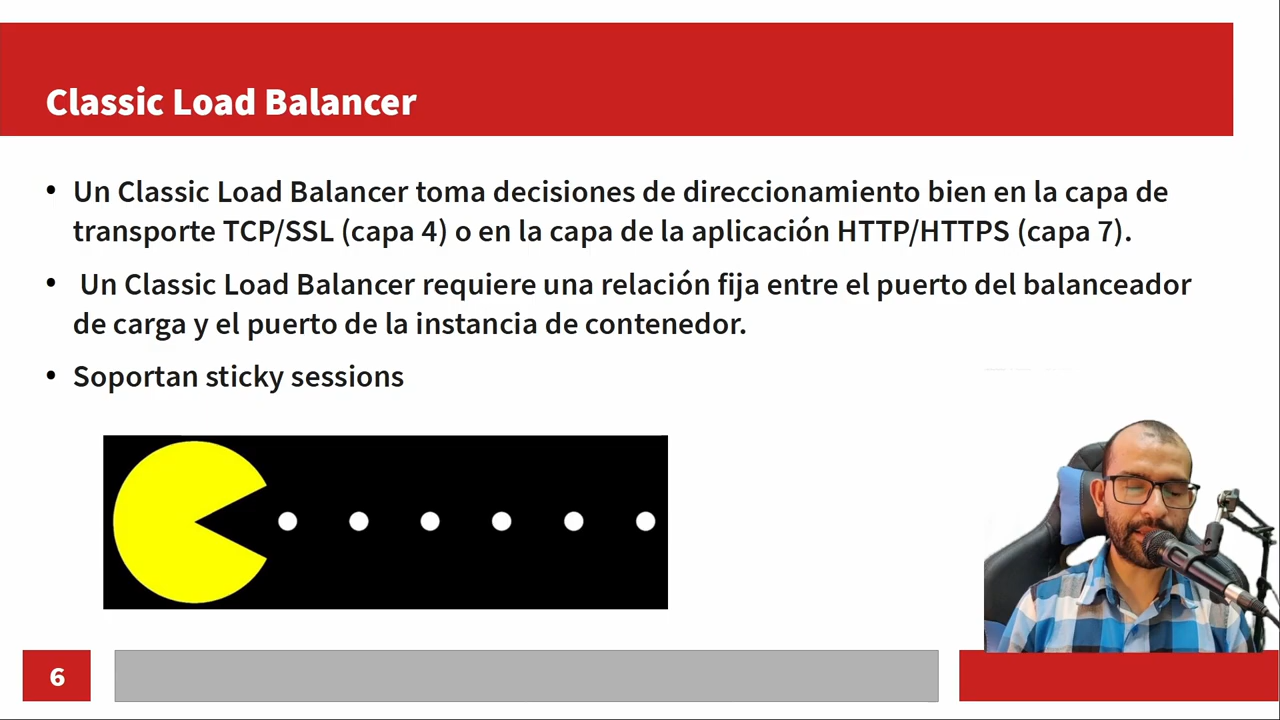 Classic Load Balancer
• Un Classic Load Balancer toma decisiones de direccionamiento bien en la capa de
transporte TCP/SSL (capa 4) o en la capa de la aplicación HTTP/HTTPS (capa 7).
• Un Classic Load Balancer requiere una relación fija entre el puerto del balanceador
de carga y el puerto de la instancia de contenedor.
• Soportan sticky sessions
6